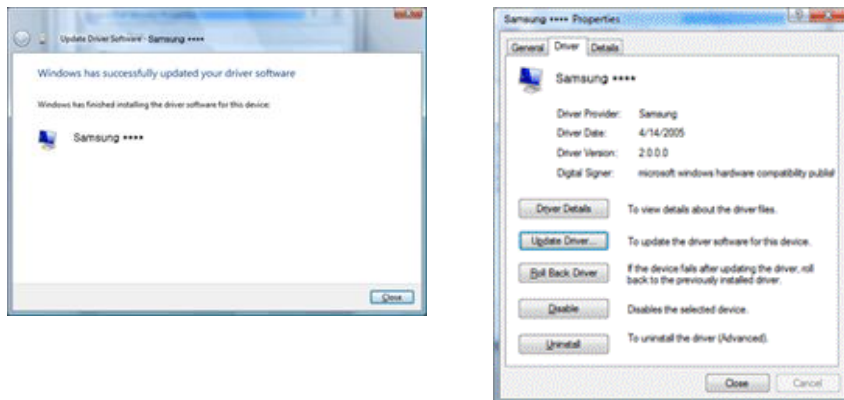 Update Driver Software - Samsung ****
Windows has successfully updated your driver software
Windows has finished installing the driver software for this device:
Samsung ****
Close
Samsung **** Properties
General Driver Details
Samsung ****
Driver Provider: Samsung
Driver Date: 4/14/2005
Driver Version: 2.0.0.0
Digital Signer: microsoft windows hardware compatibility publis
Driver Details To view details about the driver files.
Update Driver... To update the driver software for this device.
Roll Back Driver If the device fails after updating the driver, roll
back to the previously installed driver.
Disable Disables the selected device.
Uninstall To uninstall the driver (Advanced).
Close Cancel